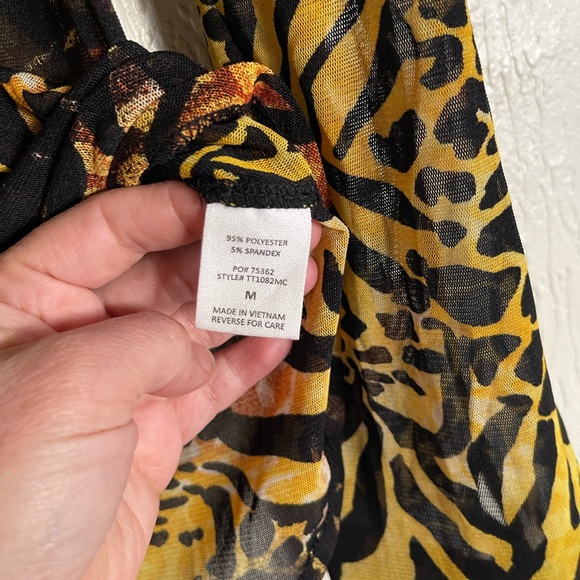 95% POLYESTER
5% SPANDEX
PO# 75362
STYLE# TT1082MC
M
MADE IN VIETNAM
REVERSE FOR CARE